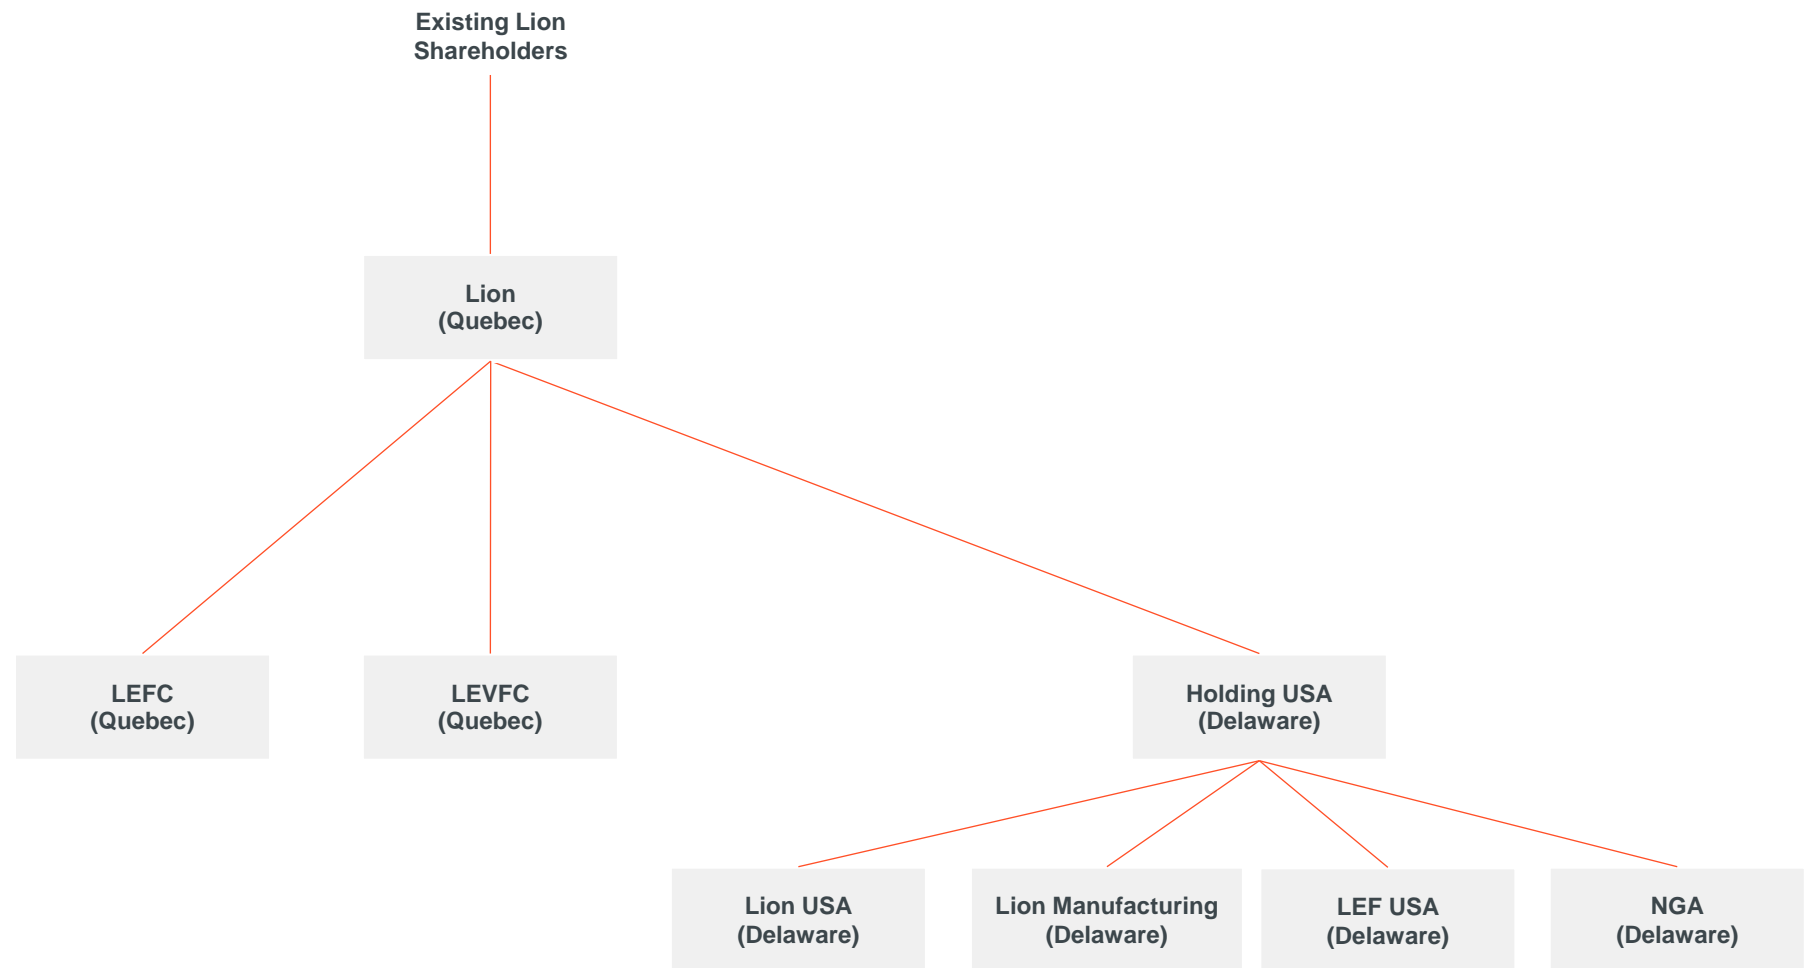 Existing Lion
Shareholders
Lion
(Quebec)
LEFC
(Quebec)
LEVFC
(Quebec)
Holding USA
(Delaware)
Lion USA
(Delaware)
Lion Manufacturing
(Delaware)
LEF USA
(Delaware)
NGA
(Delaware)